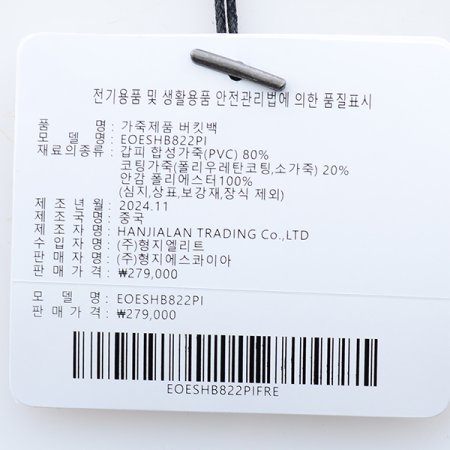 전기용품 및 생활용품 안전관리법에 의한 품질표시
품 명 : 가죽제품 버킷백
모 델 명 : EOESHB822PI
재료의종류 : 갑피 합성가죽(PVC) 80%
코팅가죽(폴리우레탄코팅,소가죽) 20%
안감 폴리에스터100%
(심지,상표,보강재,장식 제외)
제 조 년 월 : 2024.11
제 조 국 명 : 중국
제 조 자 명 : HANJIALAN TRADING Co.,LTD
수 입 자 명 : (주)형지엘리트
판 매 자 명 : (주)형지에스콰이아
판 매 가 격 : ₩279,000
모 델 명 : EOESHB822PI
판 매 가 격 : ₩279,000
EOESHB822PIFRE